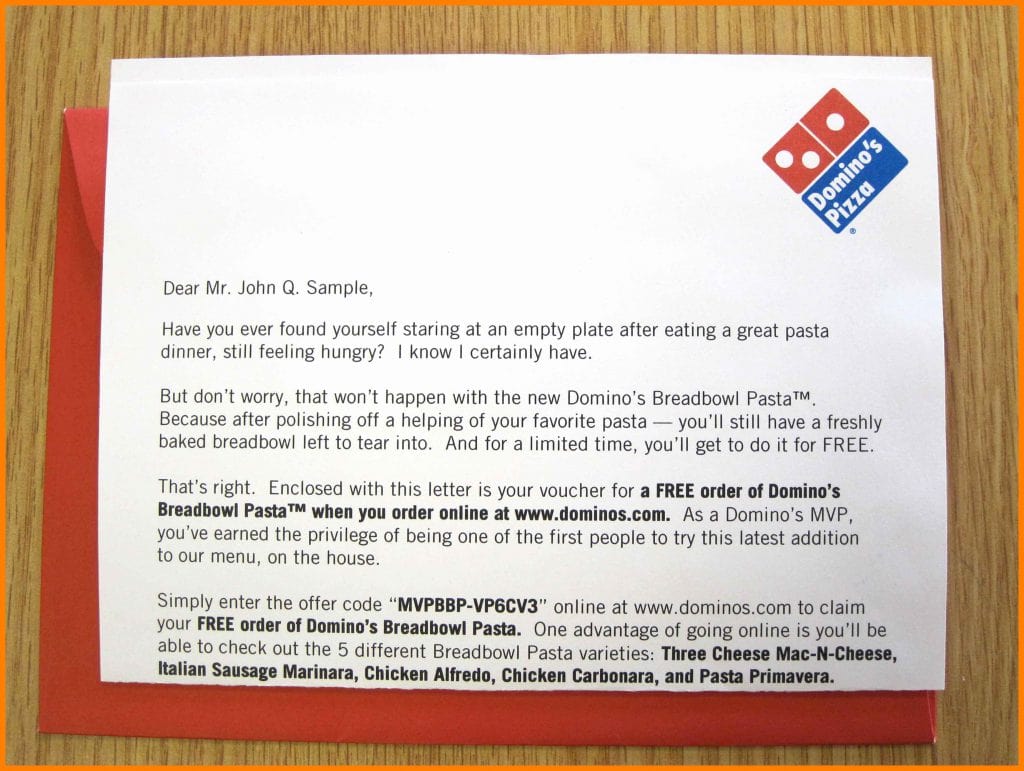 Domino's
Pizza
®
Dear Mr. John Q. Sample,
Have you ever found yourself staring at an empty plate after eating a great pasta
dinner, still feeling hungry? I know I certainly have.
But don't worry, that won't happen with the new Domino's Breadbowl Pasta™.
Because after polishing off a helping of your favorite pasta — you'll still have a freshly
baked breadbowl left to tear into. And for a limited time, you'll get to do it for FREE.
That's right. Enclosed with this letter is your voucher for a FREE order of Domino's
Breadbowl Pasta™ when you order online at www.dominos.com. As a Domino's MVP,
you've earned the privilege of being one of the first people to try this latest addition
to our menu, on the house.
Simply enter the offer code “MVPBBP-VP6CV3” online at www.dominos.com to claim
your FREE order of Domino's Breadbowl Pasta. One advantage of going online is you'll be
able to check out the 5 different Breadbowl Pasta varieties: Three Cheese Mac-N-Cheese,
Italian Sausage Marinara, Chicken Alfredo, Chicken Carbonara, and Pasta Primavera.